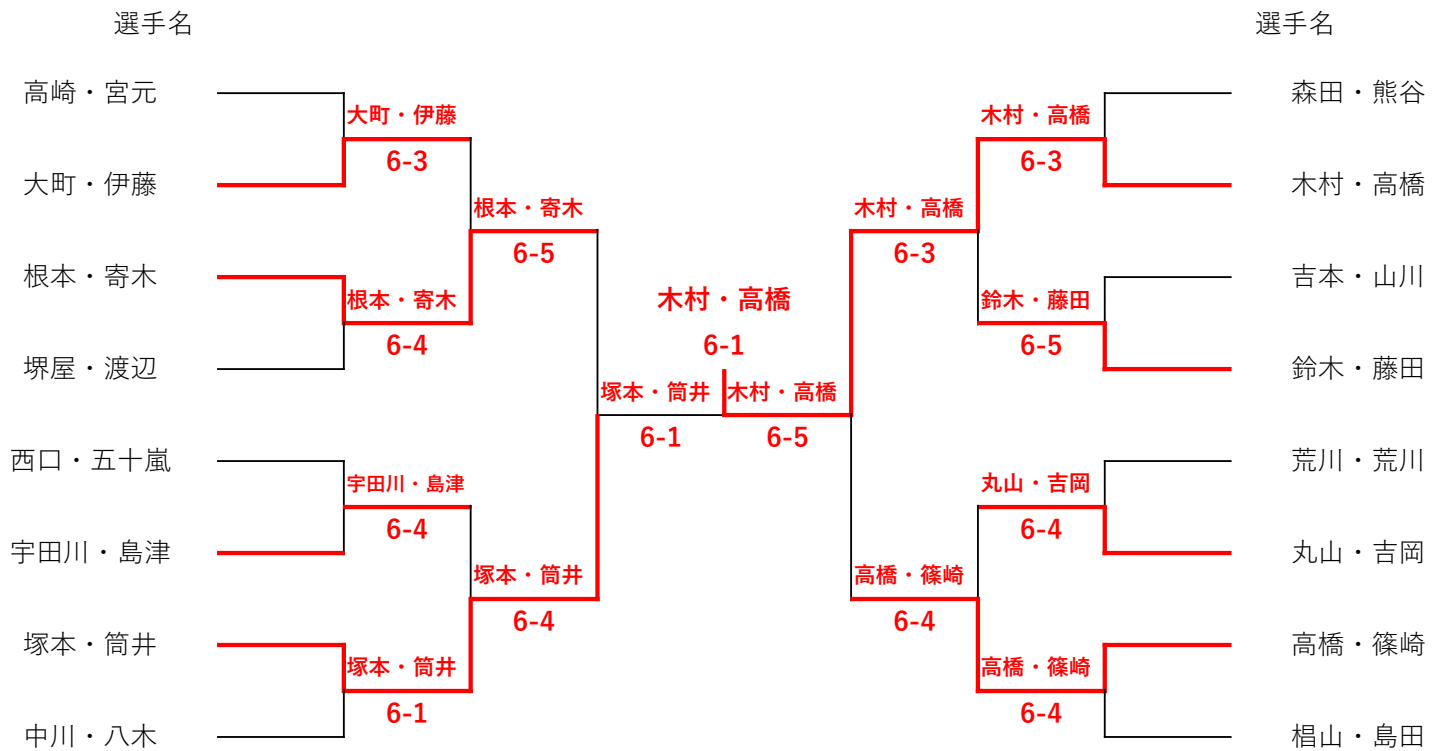 選手名
選手名
高崎・宮元
森田・熊谷
大町・伊藤
木村・高橋
6-3
6-3
大町・伊藤
木村・高橋
根本・寄木
木村・高橋
6-5
6-3
根本・寄木
吉本・山川
根本・寄木
木村・高橋
鈴木・藤田
6-4
6-1
6-5
堺屋・渡辺
鈴木・藤田
塚本・筒井
木村・高橋
6-1
6-5
西口・五十嵐
荒川・荒川
宇田川・島津
丸山・吉岡
6-4
6-4
宇田川・島津
丸山・吉岡
塚本・筒井
高橋・篠崎
6-4
6-4
塚本・筒井
高橋・篠崎
塚本・筒井
高橋・篠崎
6-1
6-4
中川・八木
椙山・島田